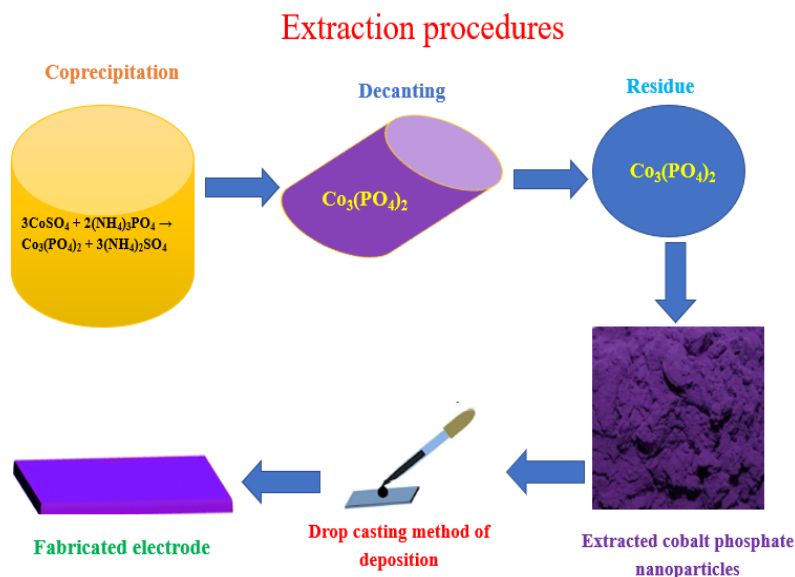 Extraction procedures
Coprecipitation
Decanting
Residue
3CoSO₄ + 2(NH₄)₃PO₄ →
Co₃(PO₄)₂ + 3(NH₄)₂SO₄
Co₃(PO₄)₂
Co₃(PO₄)₂
Extracted cobalt phosphate
nanoparticles
Drop casting method of
deposition
Fabricated electrode